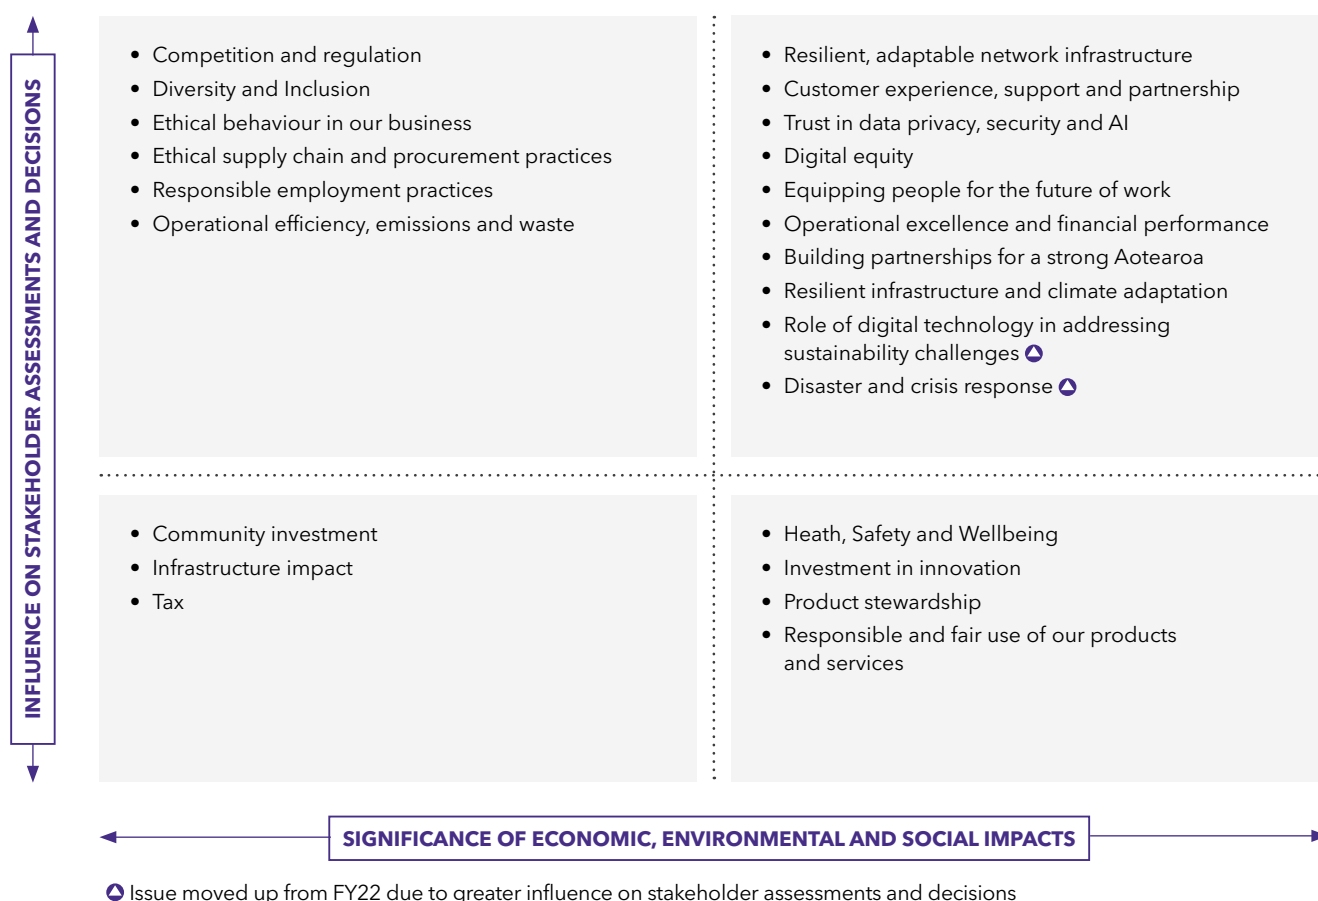 INFLUENCE ON STAKEHOLDER ASSESSMENTS AND DECISIONS
• Competition and regulation
• Diversity and Inclusion
• Ethical behaviour in our business
• Ethical supply chain and procurement practices
• Responsible employment practices
• Operational efficiency, emissions and waste
• Resilient, adaptable network infrastructure
• Customer experience, support and partnership
• Trust in data privacy, security and AI
• Digital equity
• Equipping people for the future of work
• Operational excellence and financial performance
• Building partnerships for a strong Aotearoa
• Resilient infrastructure and climate adaptation
• Role of digital technology in addressing
sustainability challenges
• Disaster and crisis response
• Community investment
• Infrastructure impact
• Tax
• Heath, Safety and Wellbeing
• Investment in innovation
• Product stewardship
• Responsible and fair use of our products
and services
SIGNIFICANCE OF ECONOMIC, ENVIRONMENTAL AND SOCIAL IMPACTS
Issue moved up from FY22 due to greater influence on stakeholder assessments and decisions